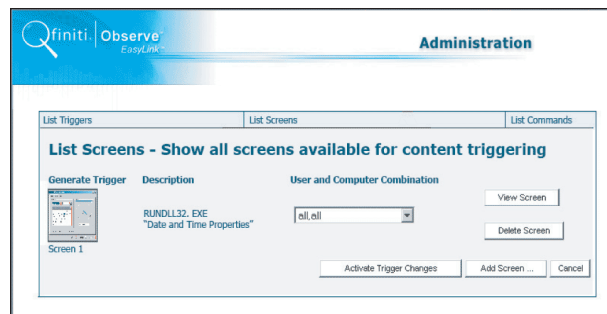 Qfiniti. Observe™
EasyLink™
Administration
List Triggers List Screens List Commands
List Screens - Show all screens available for content triggering
Generate Trigger Description User and Computer Combination
View Screen
RUNDLL32. EXE
"Date and Time Properties"
all,all
Delete Screen
Screen 1
Activate Trigger Changes Add Screen ... Cancel